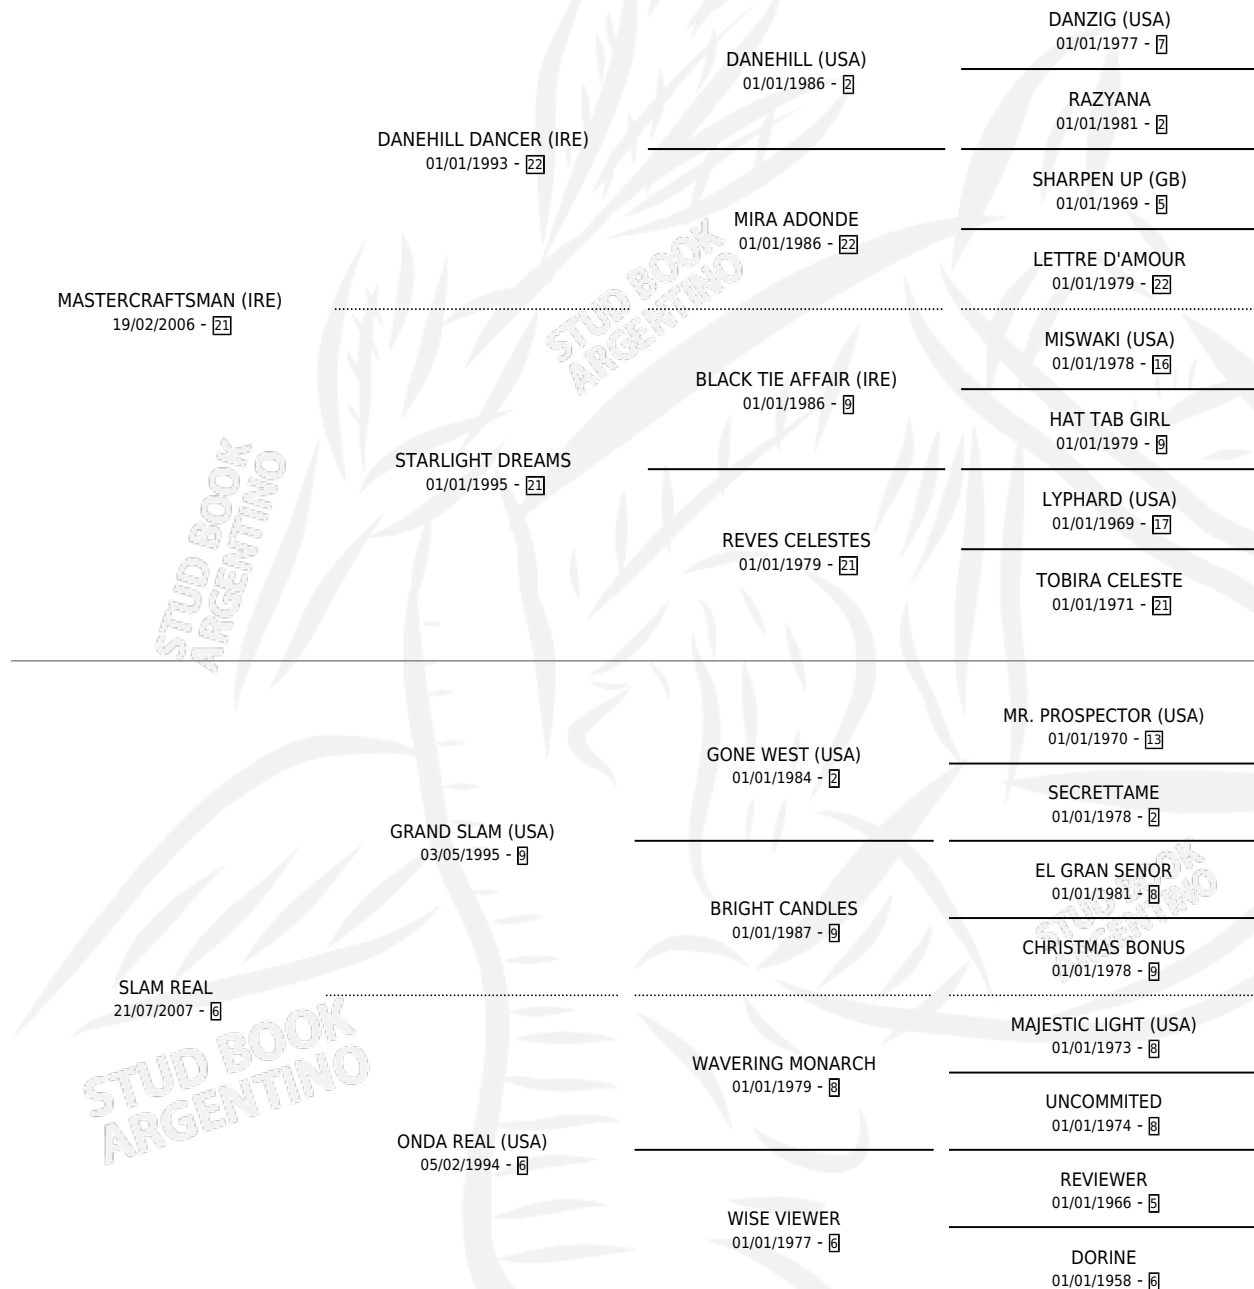 DANZIG (USA)
01/01/1977 - 7
DANEHILL (USA)
01/01/1986 - 2
RAZYANA
01/01/1981 - 2
DANEHILL DANCER (IRE)
01/01/1993 - 22
SHARPEN UP (GB)
01/01/1969 - 5
MIRA ADONDE
01/01/1986 - 22
LETTRE D'AMOUR
01/01/1979 - 22
MASTERCRAFTSMAN (IRE)
19/02/2006 - 21
STUD BOOK
ARGENTINO
MISWAKI (USA)
01/01/1978 - 16
BLACK TIE AFFAIR (IRE)
01/01/1986 - 9
HAT TAB GIRL
01/01/1979 - 9
STARLIGHT DREAMS
01/01/1995 - 21
LYPHARD (USA)
01/01/1969 - 17
REVES CELESTES
01/01/1979 - 21
TOBIRA CELESTE
01/01/1971 - 21
STUD BOOK
ARGENTINO
MR. PROSPECTOR (USA)
01/01/1970 - 13
GONE WEST (USA)
01/01/1984 - 2
SECRETTAME
01/01/1978 - 2
GRAND SLAM (USA)
03/05/1995 - 9
EL GRAN SENOR
01/01/1981 - 8
BRIGHT CANDLES
01/01/1987 - 9
STUD BOOK
ARGENTINO
CHRISTMAS BONUS
01/01/1978 - 9
SLAM REAL
21/07/2007 - 6
MAJESTIC LIGHT (USA)
01/01/1973 - 8
WAVERING MONARCH
01/01/1979 - 8
STUD BOOK
ARGENTINO
UNCOMMITED
01/01/1974 - 8
ONDA REAL (USA)
05/02/1994 - 6
REVIEWER
01/01/1966 - 5
WISE VIEWER
01/01/1977 - 6
DORINE
01/01/1958 - 6